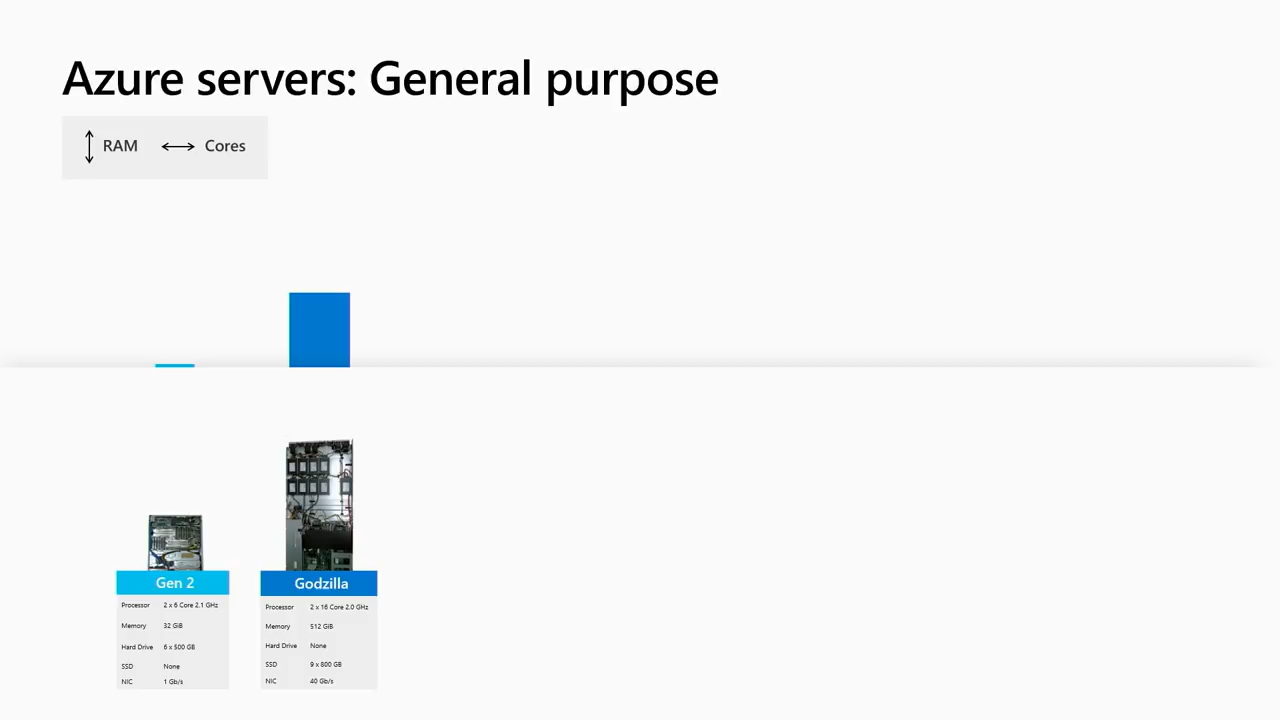 Azure servers: General purpose
RAM Cores
Gen 2
Processor 2 x 6 Core 2.1 GHz
Memory 32 GiB
Hard Drive 6 x 500 GB
SSD None
NIC 1 Gb/s
Godzilla
Processor 2 x 16 Core 2.0 GHz
Memory 512 GiB
Hard Drive None
SSD 9 x 800 GB
NIC 40 Gb/s